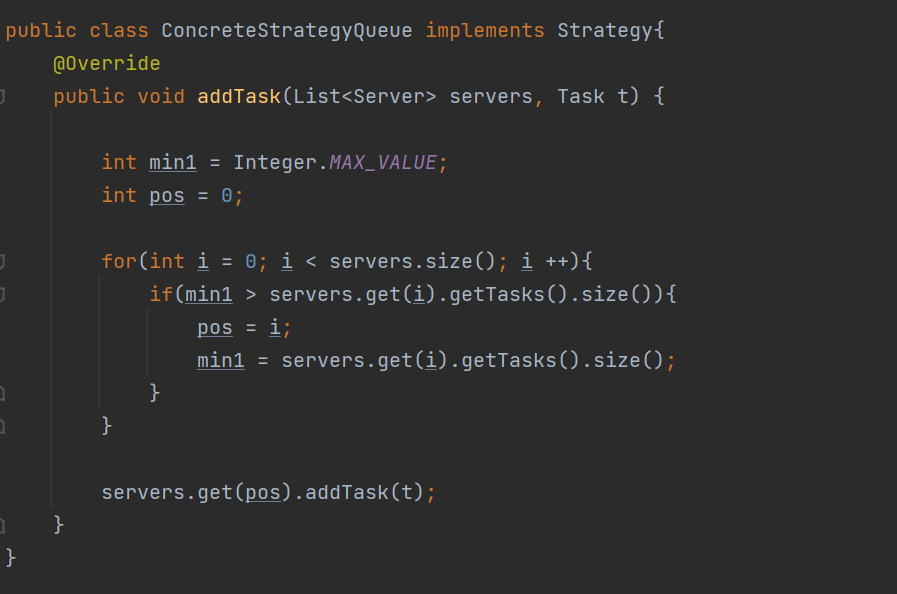 public class ConcreteStrategyQueue implements Strategy{
    @Override
    public void addTask(List<Server> servers, Task t) {
        int min1 = Integer.MAX_VALUE;
        int pos = 0;
        for(int i = 0; i < servers.size(); i ++){
            if(min1 > servers.get(i).getTasks().size()){
                pos = i;
                min1 = servers.get(i).getTasks().size();
            }
        }
        servers.get(pos).addTask(t);
    }
}